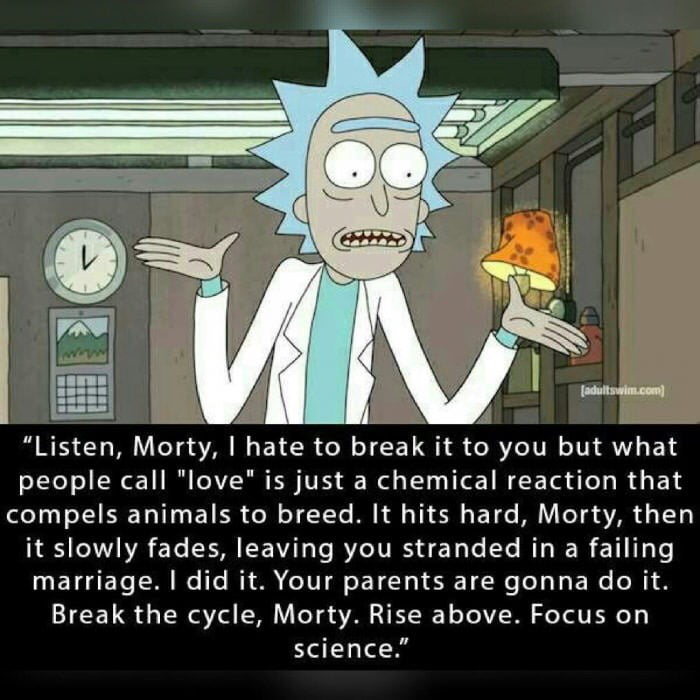 [adultswim.com]
“Listen, Morty, I hate to break it to you but what
people call "love" is just a chemical reaction that
compels animals to breed. It hits hard, Morty, then
it slowly fades, leaving you stranded in a failing
marriage. I did it. Your parents are gonna do it.
Break the cycle, Morty. Rise above. Focus on
science.”